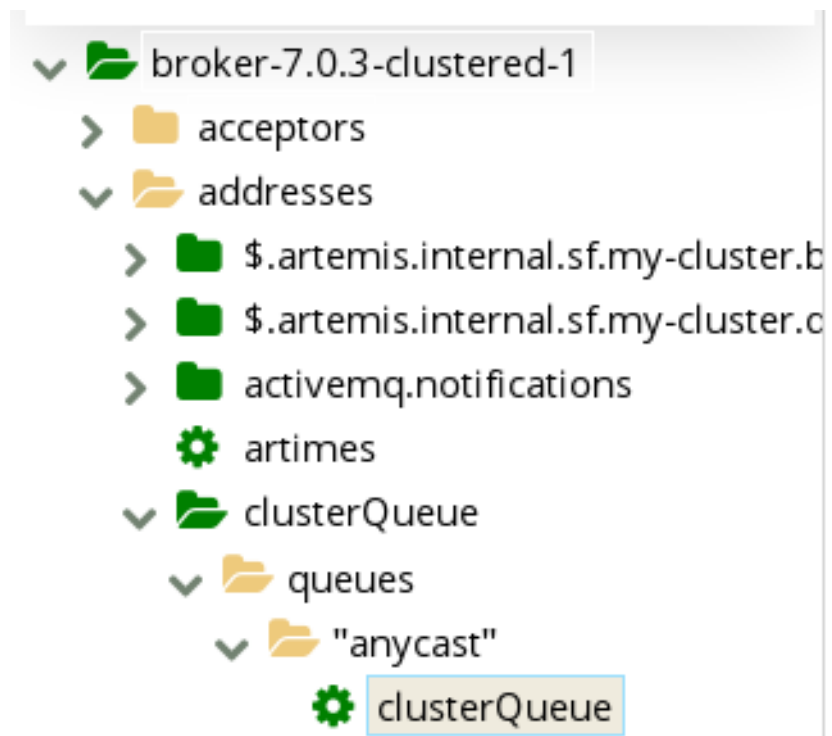 broker-7.0.3-clustered-1
acceptors
addresses
$.artemis.internal.sf.my-cluster.b
$.artemis.internal.sf.my-cluster.c
activemq.notifications
artimes
clusterQueue
queues
"anycast"
clusterQueue